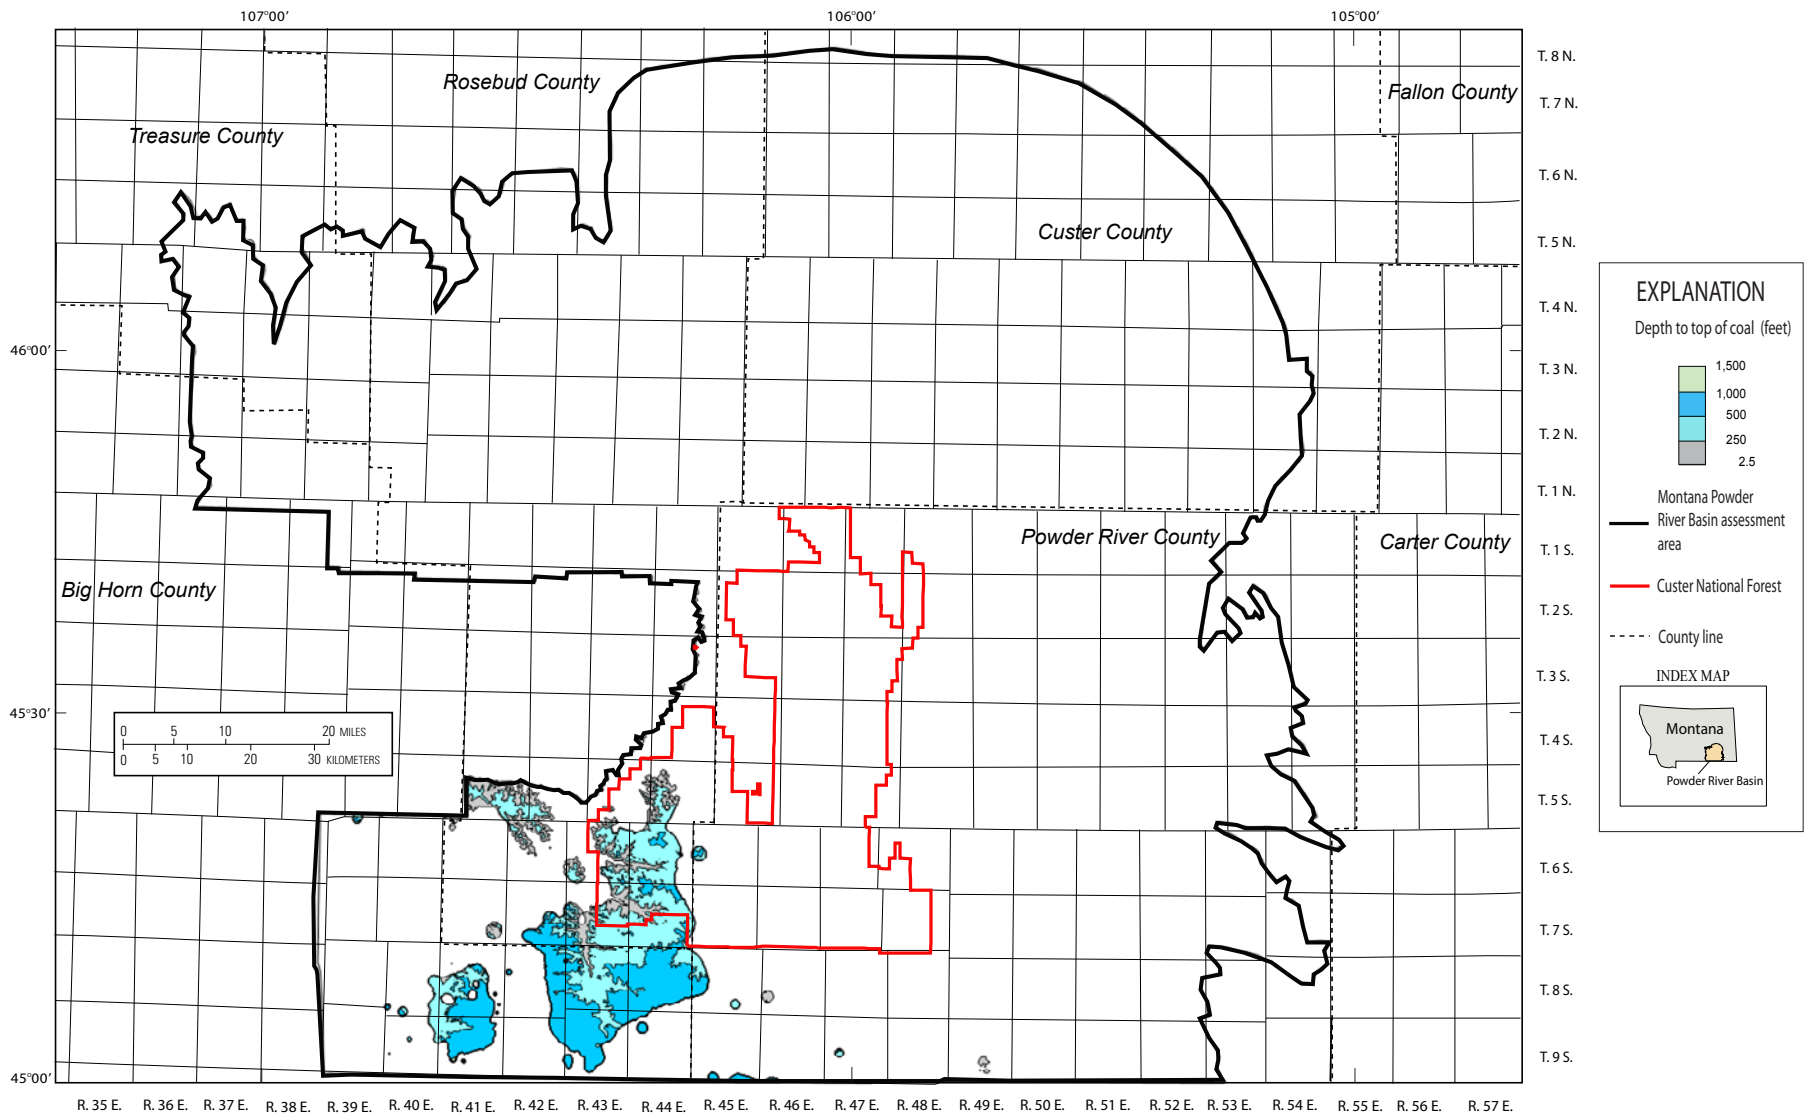 107°00’ 106°00’ 105°00’
T. 8 N.
Rosebud County
Fallon County
T. 7 N.
Treasure County
T. 6 N.
Custer County
T. 5 N.
T. 4 N.
46°00’
T. 3 N.
T. 2 N.
T. 1 N.
Powder River County
Carter County
T. 1 S.
Big Horn County
T. 2 S.
T. 3 S.
45°30’
0 5 10 20 MILES
0 5 10 20 30 KILOMETERS
T. 4 S.
T. 5 S.
T. 6 S.
T. 7 S.
T. 8 S.
T. 9 S.
45°00’
R. 35 E. R. 36 E. R. 37 E. R. 38 E. R. 39 E. R. 40 E. R. 41 E. R. 42 E. R. 43 E. R. 44 E. R. 45 E. R. 46 E. R. 47 E. R. 48 E. R. 49 E. R. 50 E. R. 51 E. R. 52 E. R. 53 E. R. 54 E. R. 55 E. R. 56 E. R. 57 E.
EXPLANATION
Depth to top of coal (feet)
1,500
1,000
500
250
2.5
Montana Powder
River Basin assessment
area
Custer National Forest
County line
INDEX MAP
Montana
Powder River Basin